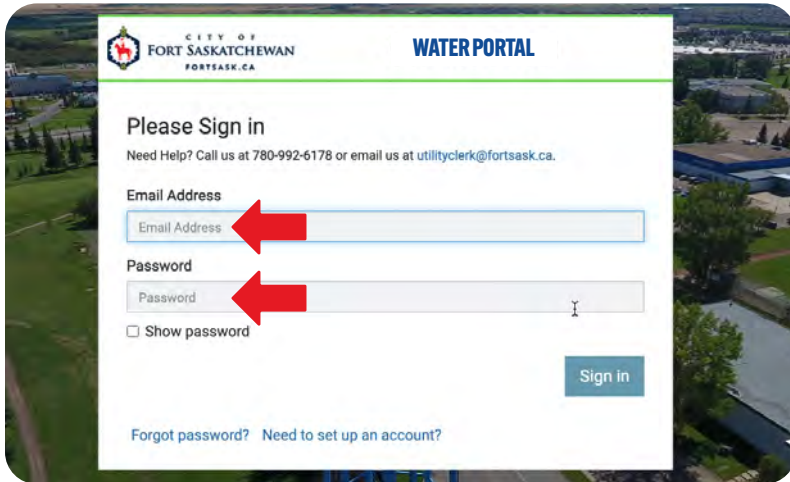 CITY OF
FORT SASKATCHEWAN
FORTSASK.CA
WATER PORTAL
Please Sign in
Need Help? Call us at 780-992-6178 or email us at utilityclerk@fortsask.ca.
Email Address
Email Address
Password
Password
Show password
Sign in
Forgot password? Need to set up an account?